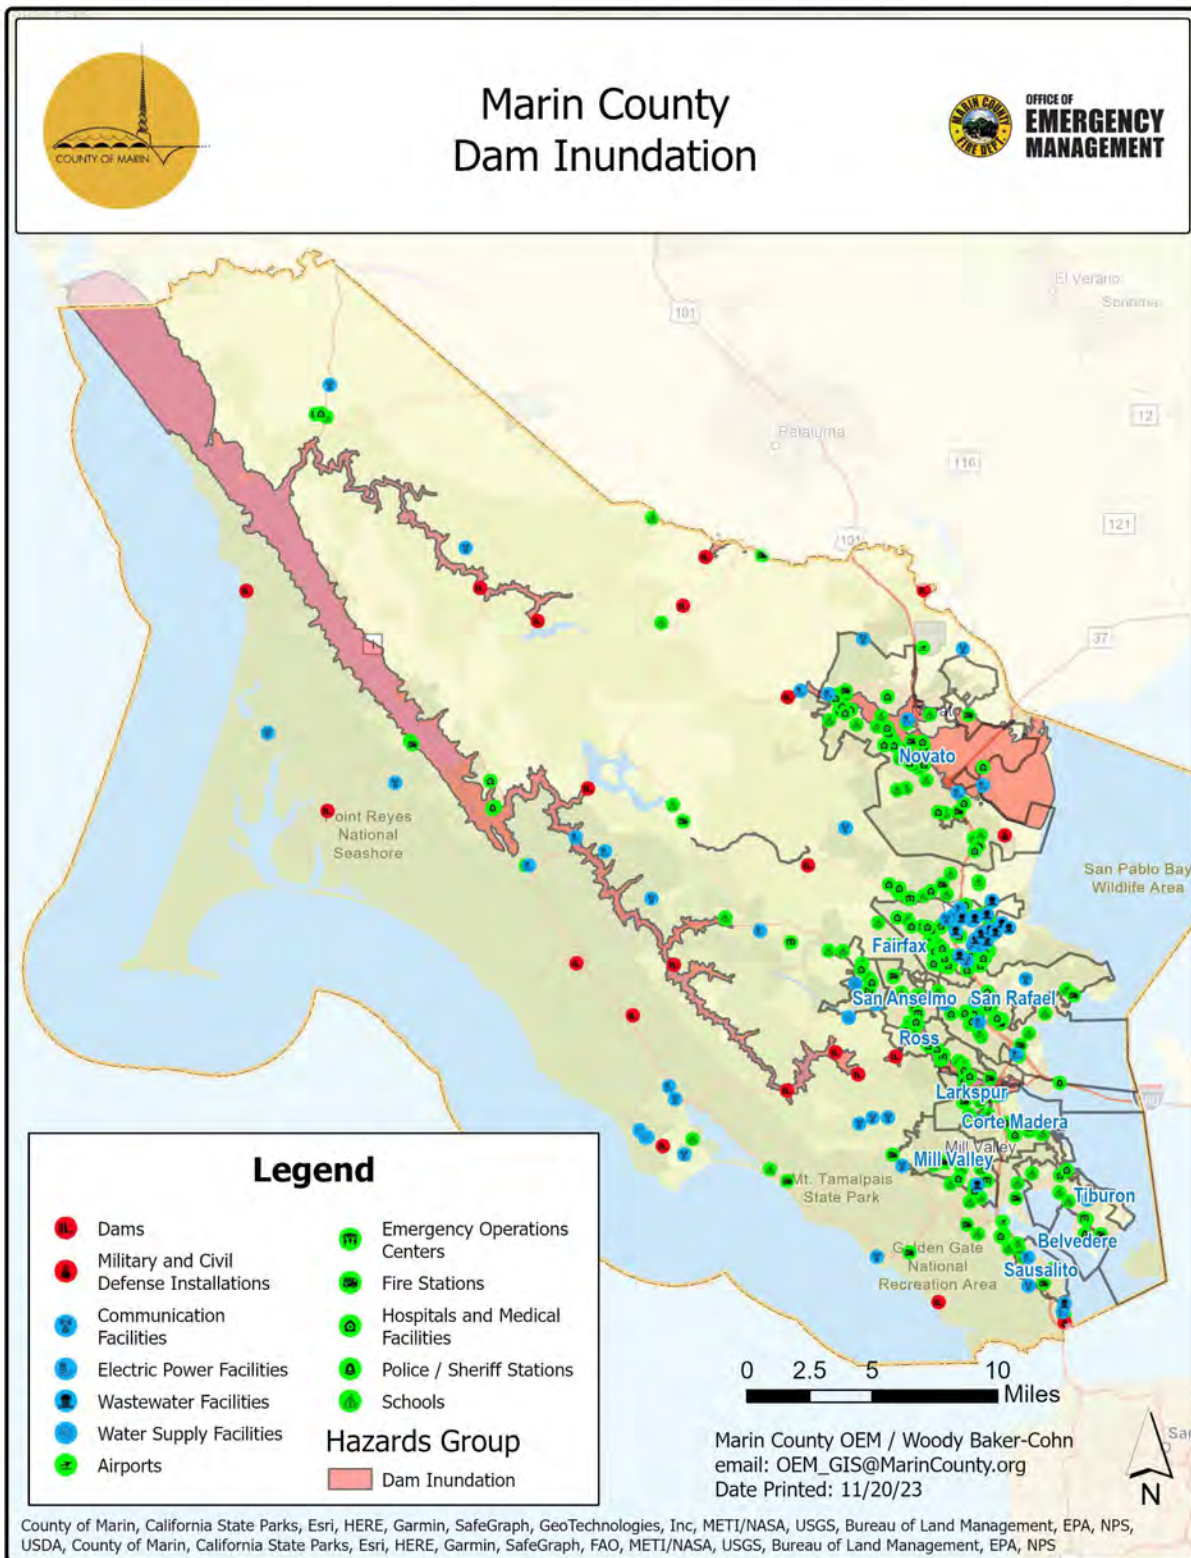 Marin County
Dam Inundation
COUNTY OF MARIN
MARIN COUNTY
FIRE DEPT.
OFFICE OF
EMERGENCY
MANAGEMENT
El Verano
101
12
Petaluma
116
121
101
37
1
Novato
Point Reyes
National
Seashore
San Pablo Bay
Wildlife Area
Fairfax
San Anselmo
San Rafael
Ross
Larkspur
Corte Madera
Mill Valley
Mill Valley
Mt. Tamalpais
State Park
Tiburon
Belvedere
Golden Gate
National
Recreation Area
Sausalito
Legend
Dams
Military and Civil
Defense Installations
Communication
Facilities
Electric Power Facilities
Wastewater Facilities
Water Supply Facilities
Airports
Emergency Operations
Centers
Fire Stations
Hospitals and Medical
Facilities
Police / Sheriff Stations
Schools
Hazards Group
Dam Inundation
0 2.5 5 10
Miles
Marin County OEM / Woody Baker-Cohn
email: OEM_GIS@MarinCounty.org
Date Printed: 11/20/23
N
County of Marin, California State Parks, Esri, HERE, Garmin, SafeGraph, GeoTechnologies, Inc, METI/NASA, USGS, Bureau of Land Management, EPA, NPS,
USDA, County of Marin, California State Parks, Esri, HERE, Garmin, SafeGraph, FAO, METI/NASA, USGS, Bureau of Land Management, EPA, NPS